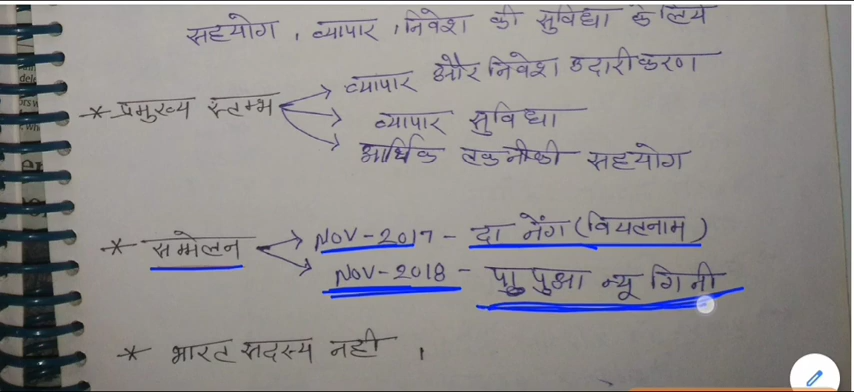 सहयोग, व्यापार, निवेश की सुविधा के लिये
व्यापार और निवेश उदारीकरण
* प्रमुख्य स्तम्भ
व्यापार सुविधा
आर्थिक तकनीकी सहयोग
* सम्मेलन → NOV-2017 - दा नेंग (वियतनाम)
NOV-2018 - पापुआ न्यू गिनी
* भारत सदस्य नही ।